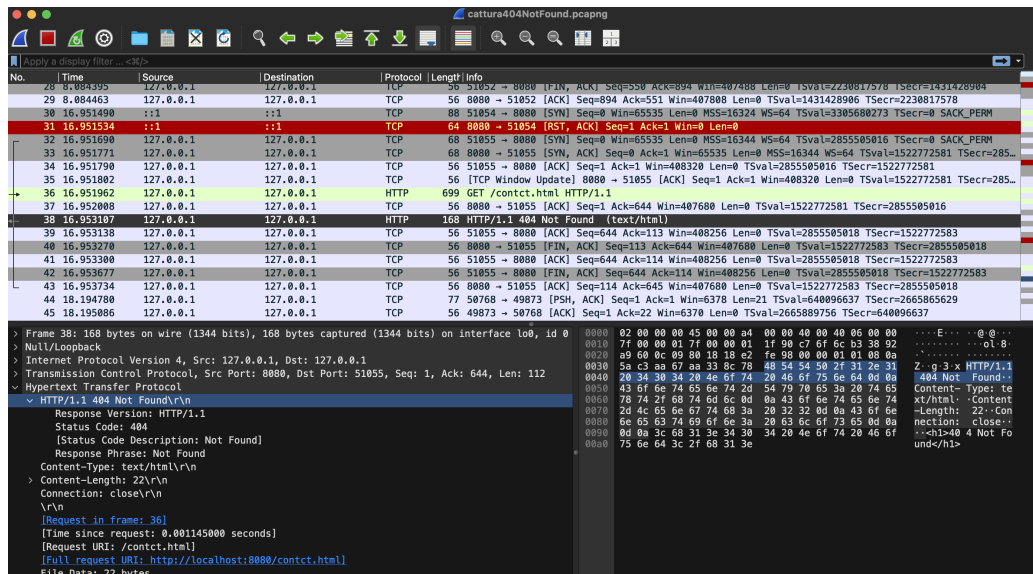 cattura404NotFound.pcapng
Apply a display filter ... <⌘/>
No. Time Source Destination Protocol Length Info
28 8.084395 127.0.0.1 127.0.0.1 TCP 56 51052 → 8080 [FIN, ACK] Seq=550 Ack=894 Win=407488 Len=0 TSval=2230817578 TSecr=1431428904
29 8.084463 127.0.0.1 127.0.0.1 TCP 56 8080 → 51052 [ACK] Seq=894 Ack=551 Win=407808 Len=0 TSval=1431428906 TSecr=2230817578
30 16.951490 ::1 ::1 TCP 88 51054 → 8080 [SYN] Seq=0 Win=65535 Len=0 MSS=16324 WS=64 TSval=3305680273 TSecr=0 SACK_PERM
31 16.951534 ::1 ::1 TCP 64 8080 → 51054 [RST, ACK] Seq=1 Ack=1 Win=0 Len=0
32 16.951690 127.0.0.1 127.0.0.1 TCP 68 51055 → 8080 [SYN] Seq=0 Win=65535 Len=0 MSS=16344 WS=64 TSval=2855505016 TSecr=0 SACK_PERM
33 16.951771 127.0.0.1 127.0.0.1 TCP 68 8080 → 51055 [SYN, ACK] Seq=0 Ack=1 Win=65535 Len=0 MSS=16344 WS=64 TSval=1522772581 TSecr=285…
34 16.951790 127.0.0.1 127.0.0.1 TCP 56 51055 → 8080 [ACK] Seq=1 Ack=1 Win=408320 Len=0 TSval=2855505016 TSecr=1522772581
35 16.951802 127.0.0.1 127.0.0.1 TCP 56 [TCP Window Update] 8080 → 51055 [ACK] Seq=1 Ack=1 Win=408320 Len=0 TSval=1522772581 TSecr=285…
36 16.951962 127.0.0.1 127.0.0.1 HTTP 699 GET /contct.html HTTP/1.1
37 16.952008 127.0.0.1 127.0.0.1 TCP 56 8080 → 51055 [ACK] Seq=1 Ack=644 Win=407680 Len=0 TSval=1522772581 TSecr=2855505016
38 16.953107 127.0.0.1 127.0.0.1 HTTP 168 HTTP/1.1 404 Not Found (text/html)
39 16.953138 127.0.0.1 127.0.0.1 TCP 56 51055 → 8080 [ACK] Seq=644 Ack=113 Win=408256 Len=0 TSval=2855505018 TSecr=1522772583
40 16.953270 127.0.0.1 127.0.0.1 TCP 56 8080 → 51055 [FIN, ACK] Seq=113 Ack=644 Win=407680 Len=0 TSval=1522772583 TSecr=2855505018
41 16.953300 127.0.0.1 127.0.0.1 TCP 56 51055 → 8080 [ACK] Seq=644 Ack=114 Win=408256 Len=0 TSval=2855505018 TSecr=1522772583
42 16.953677 127.0.0.1 127.0.0.1 TCP 56 51055 → 8080 [FIN, ACK] Seq=644 Ack=114 Win=408256 Len=0 TSval=2855505018 TSecr=1522772583
43 16.953734 127.0.0.1 127.0.0.1 TCP 56 8080 → 51055 [ACK] Seq=114 Ack=645 Win=407680 Len=0 TSval=1522772583 TSecr=2855505018
44 18.194780 127.0.0.1 127.0.0.1 TCP 77 50768 → 49873 [PSH, ACK] Seq=1 Ack=1 Win=6378 Len=21 TSval=640096637 TSecr=2665865629
45 18.195086 127.0.0.1 127.0.0.1 TCP 56 49873 → 50768 [ACK] Seq=1 Ack=22 Win=6370 Len=0 TSval=2665889756 TSecr=640096637
Frame 38: 168 bytes on wire (1344 bits), 168 bytes captured (1344 bits) on interface lo0, id 0
Null/Loopback
Internet Protocol Version 4, Src: 127.0.0.1, Dst: 127.0.0.1
Transmission Control Protocol, Src Port: 8080, Dst Port: 51055, Seq: 1, Ack: 644, Len: 112
Hypertext Transfer Protocol
HTTP/1.1 404 Not Found\r\n
Response Version: HTTP/1.1
Status Code: 404
[Status Code Description: Not Found]
Response Phrase: Not Found
Content-Type: text/html\r\n
Content-Length: 22\r\n
Connection: close\r\n
\r\n
[Request in frame: 36]
[Time since request: 0.001145000 seconds]
[Request URI: /contct.html]
[Full request URI: http://localhost:8080/contct.html]
File Data: 22 bytes
0000 02 00 00 00 45 00 00 a4 00 00 40 00 40 06 00 00 ····E··· ··@·@···
0010 7f 00 00 01 7f 00 00 01 1f 90 c7 6f 6c b3 38 92 ········ ···ol·8·
0020 a9 60 0c 09 80 18 18 e2 fe 98 00 00 01 01 08 0a ·`······ ········
0030 5a c3 aa 67 aa 33 8c 78 48 54 54 50 2f 31 2e 31 Z··g·3·x HTTP/1.1
0040 20 34 30 34 20 4e 6f 74 20 46 6f 75 6e 64 0d 0a 404 Not Found··
0050 43 6f 6e 74 65 6e 74 2d 54 79 70 65 3a 20 74 65 Content- Type: te
0060 78 74 2f 68 74 6d 6c 0d 0a 43 6f 6e 74 65 6e 74 xt/html· ·Content
0070 2d 4c 65 6e 67 74 68 3a 20 32 32 0d 0a 43 6f 6e -Length: 22··Con
0080 6e 65 63 74 69 6f 6e 3a 20 63 6c 6f 73 65 0d 0a nection: close··
0090 0d 0a 3c 68 31 3e 34 30 34 20 4e 6f 74 20 46 6f ··<h1>40 4 Not Fo
00a0 75 6e 64 3c 2f 68 31 3e und</h1>